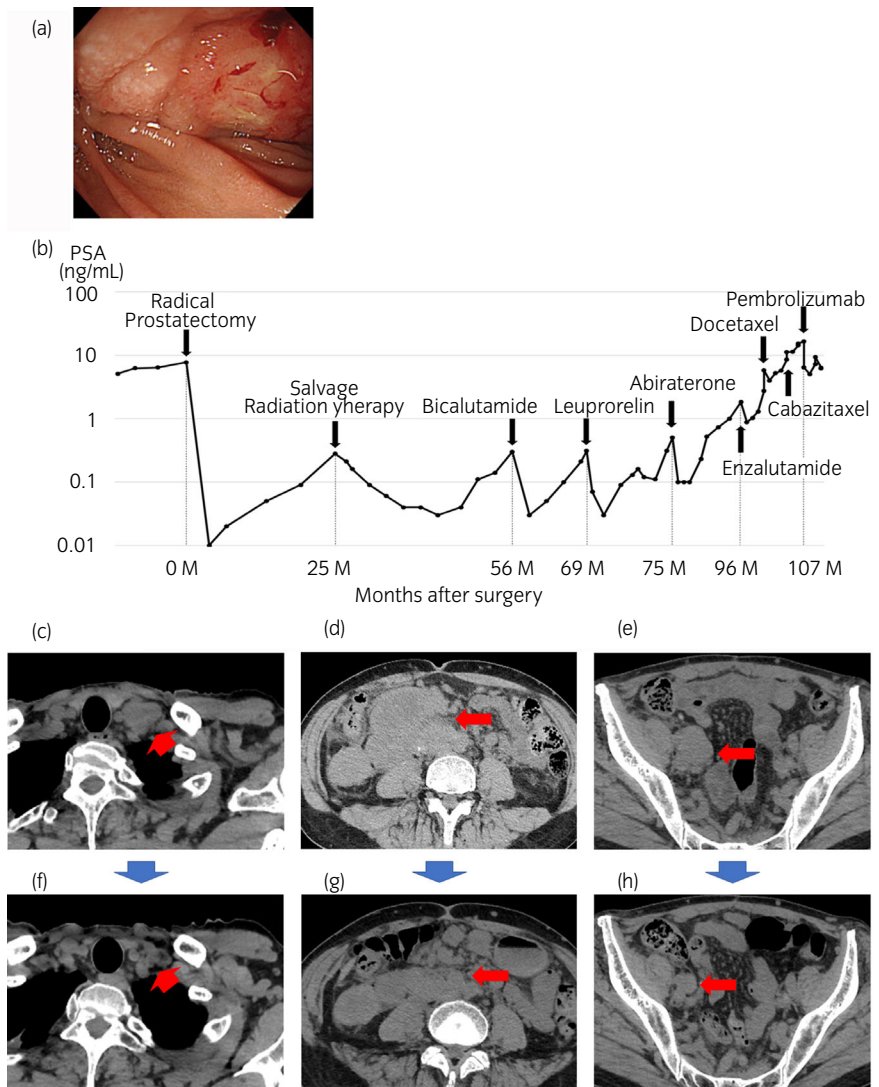 (a)
(b)
PSA
(ng/mL)
100
10
1
0.1
0.01
Radical
Prostatectomy
Salvage
Radiation yherapy
Bicalutamide
Leuprorelin
Abiraterone
Enzalutamide
Docetaxel
Cabazitaxel
Pembrolizumab
0 M
25 M
56 M
69 M
75 M
96 M
107 M
Months after surgery
(c)
(d)
(e)
(f)
(g)
(h)